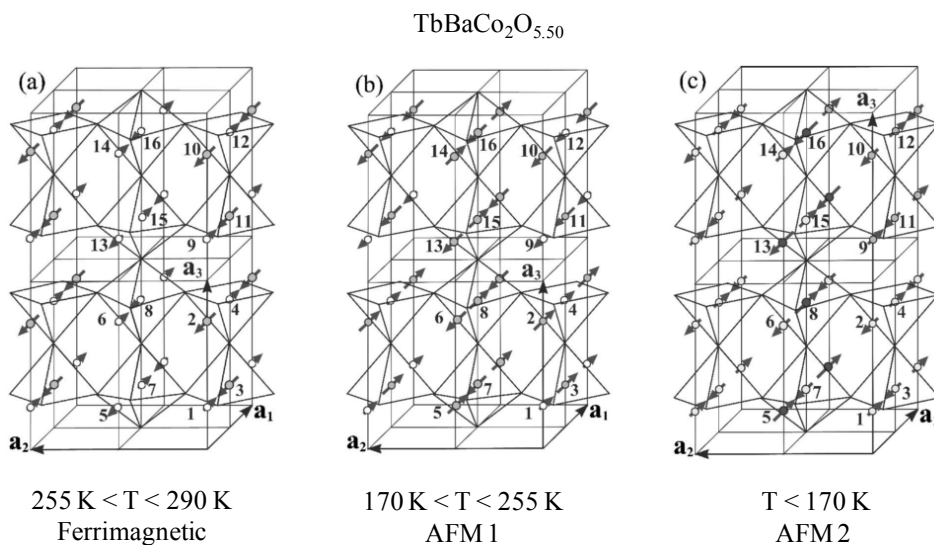 TbBaCo₂O₅.₅₀
(a)
(b)
(c)
a₃
12
14 16 10
15 11
13 9
a₃
8 4
6 2
7 3
5 1
a₁
a₂
16
14 10 12
15 11
13 9
a₃
8 4
6 2
7 3
5 1
a₁
a₂
16 12
14 10
15 11
13 9
8 4
6 2
7 3
5 1
a
a₂
255 K < T < 290 K
Ferrimagnetic
170 K < T < 255 K
AFM 1
T < 170 K
AFM 2